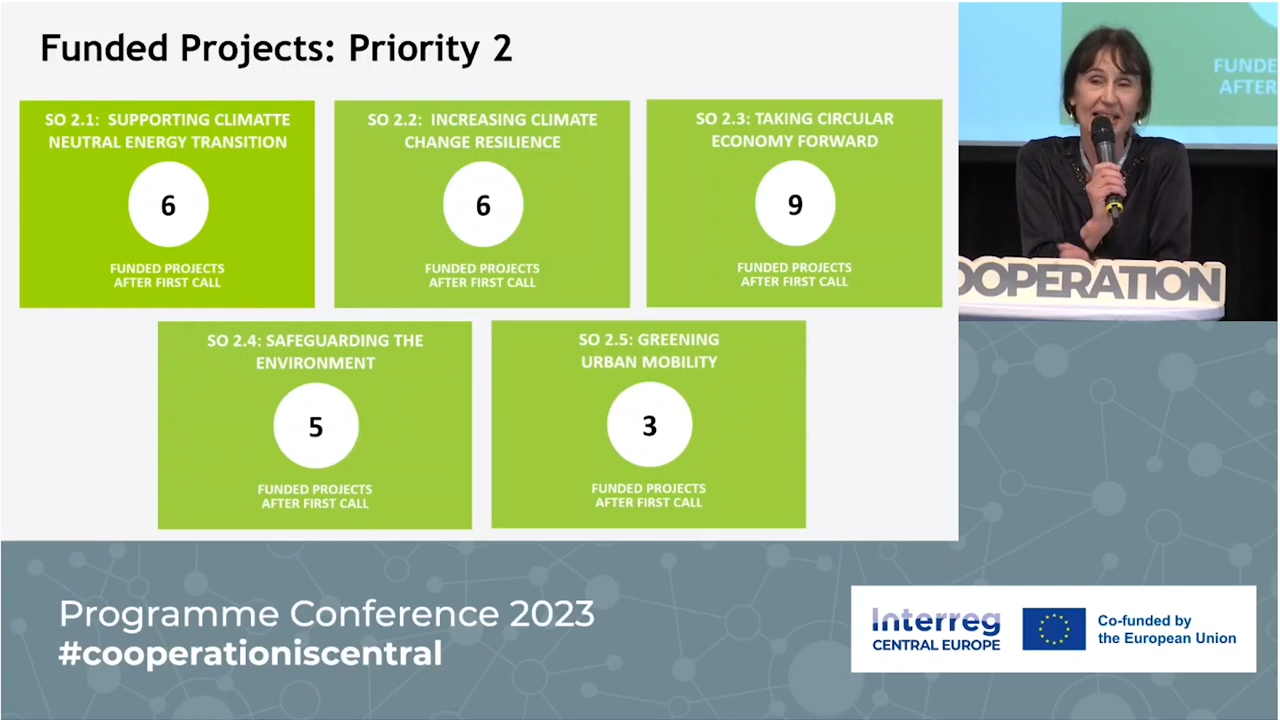 Funded Projects: Priority 2
SO 2.1: SUPPORTING CLIMATTE
NEUTRAL ENERGY TRANSITION
6
FUNDED PROJECTS
AFTER FIRST CALL
SO 2.2: INCREASING CLIMATE
CHANGE RESILIENCE
6
FUNDED PROJECTS
AFTER FIRST CALL
SO 2.3: TAKING CIRCULAR
ECONOMY FORWARD
9
FUNDED PROJECTS
AFTER FIRST CALL
SO 2.4: SAFEGUARDING THE
ENVIRONMENT
5
FUNDED PROJECTS
AFTER FIRST CALL
SO 2.5: GREENING
URBAN MOBILITY
3
FUNDED PROJECTS
AFTER FIRST CALL
FUNDE
AFTER
OOPERATION
Programme Conference 2023
#cooperationiscentral
Interreg
CENTRAL EUROPE
Co-funded by
the European Union